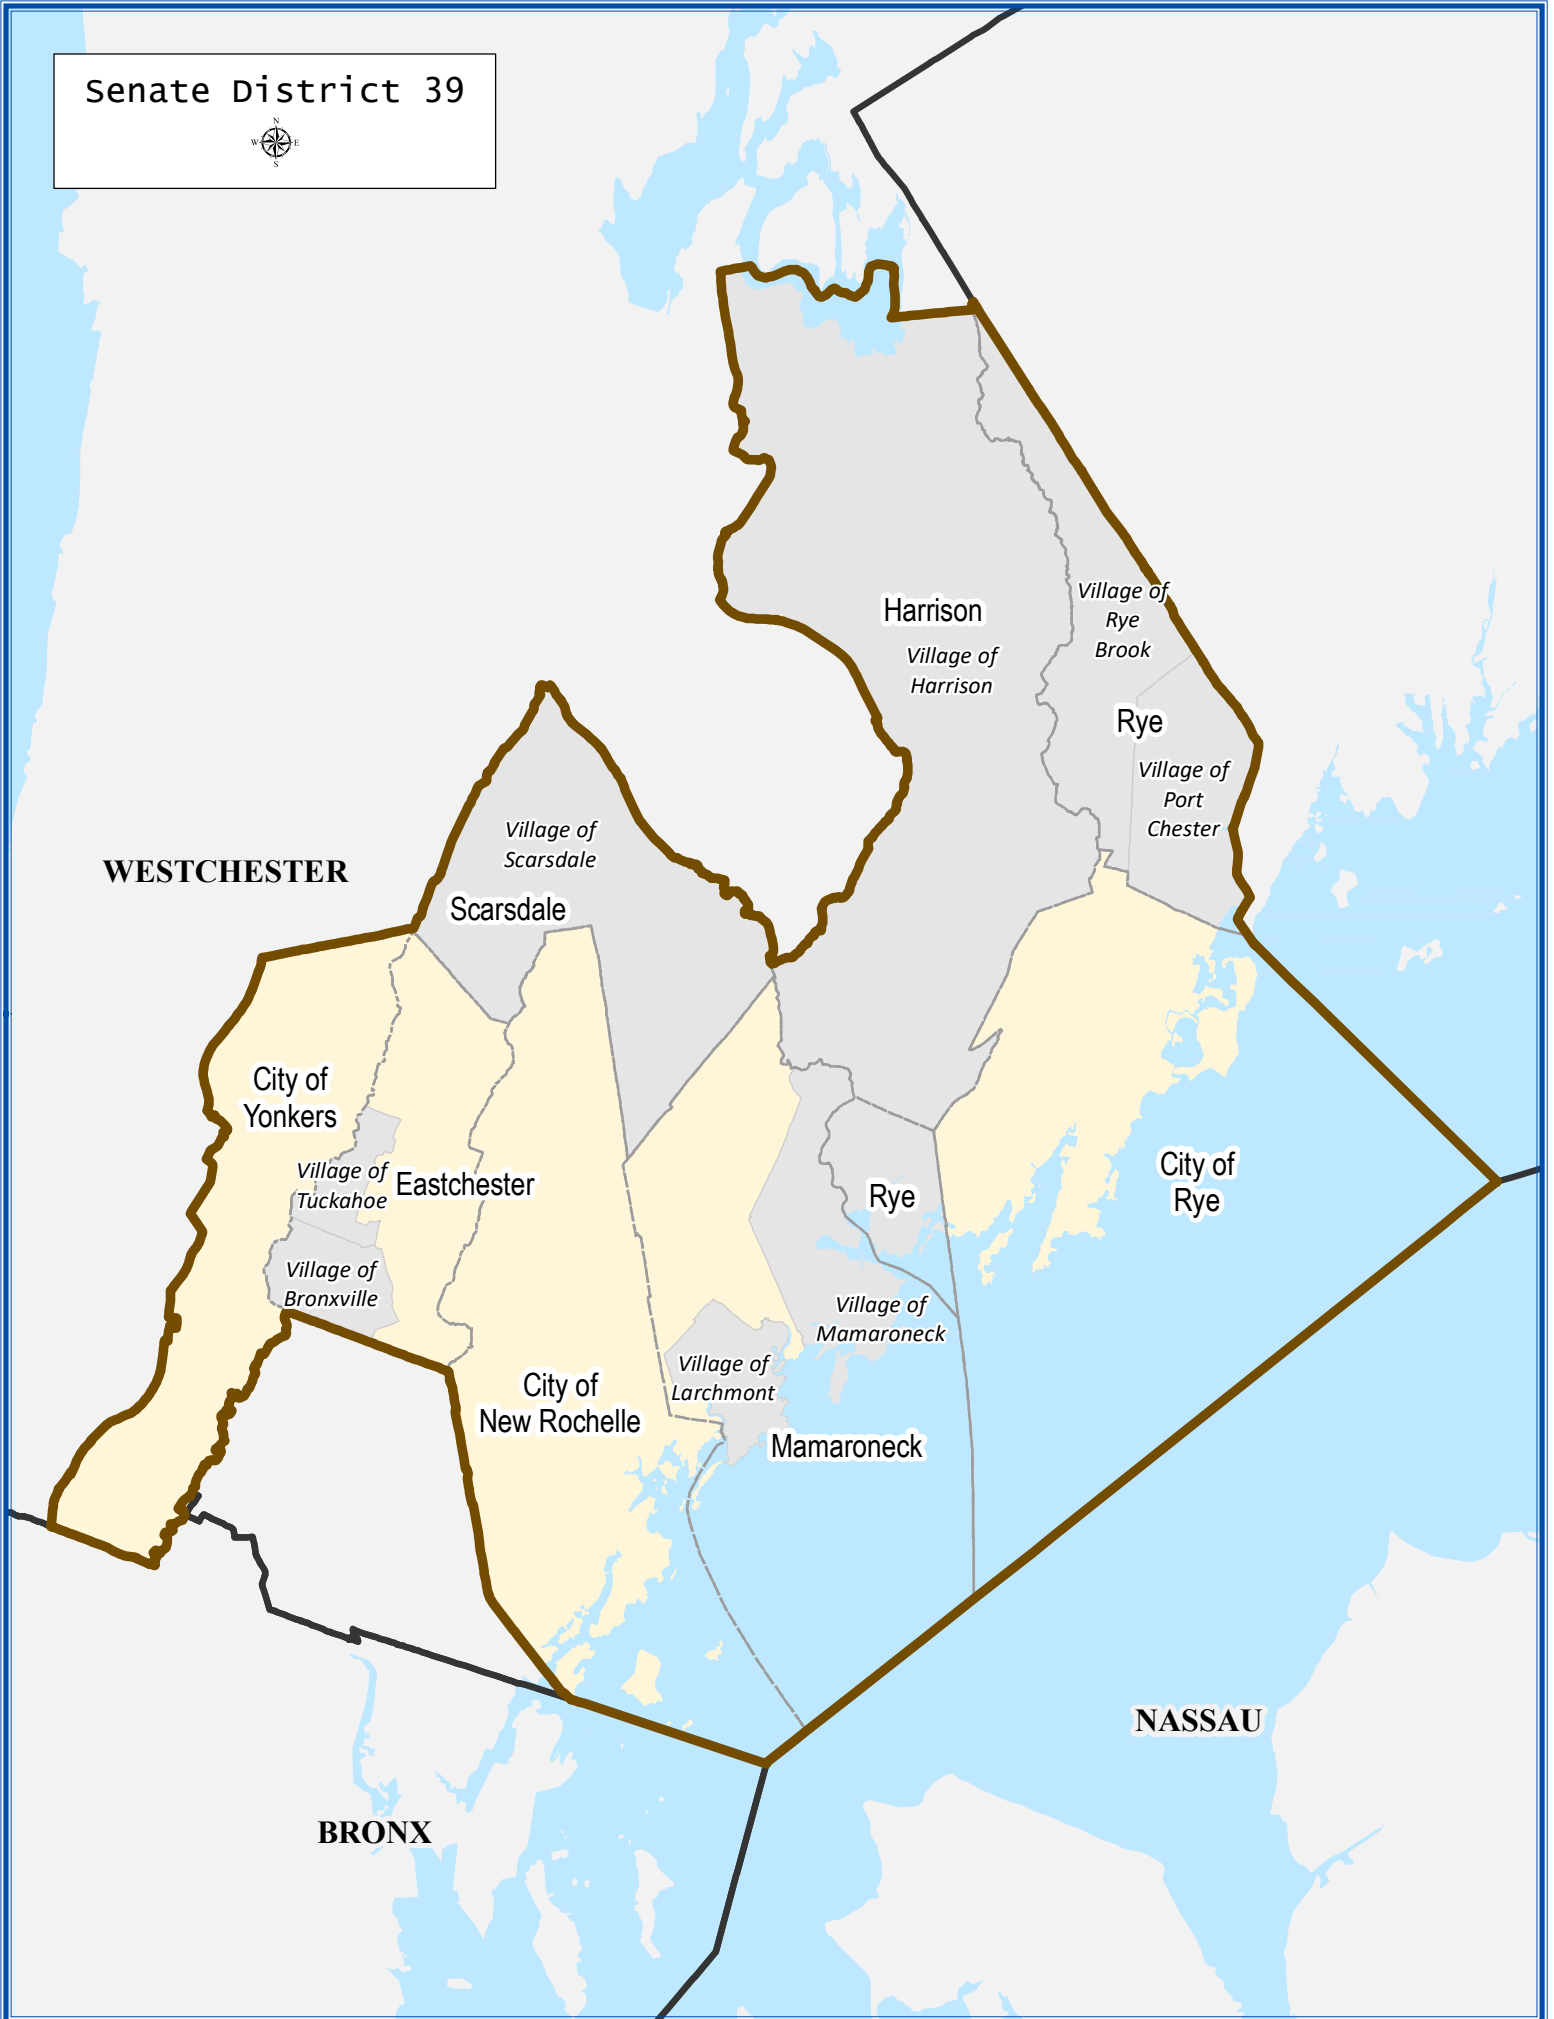 Senate District 39
N
W E
S
Harrison
Village of
Harrison
Village of
Rye
Brook
Rye
Village of
Port
Chester
Village of
Scarsdale
Scarsdale
WESTCHESTER
City of
Yonkers
Village of
Tuckahoe
Eastchester
Village of
Bronxville
City of
Rye
Rye
Village of
Mamaroneck
Village of
Larchmont
City of
New Rochelle
Mamaroneck
NASSAU
BRONX